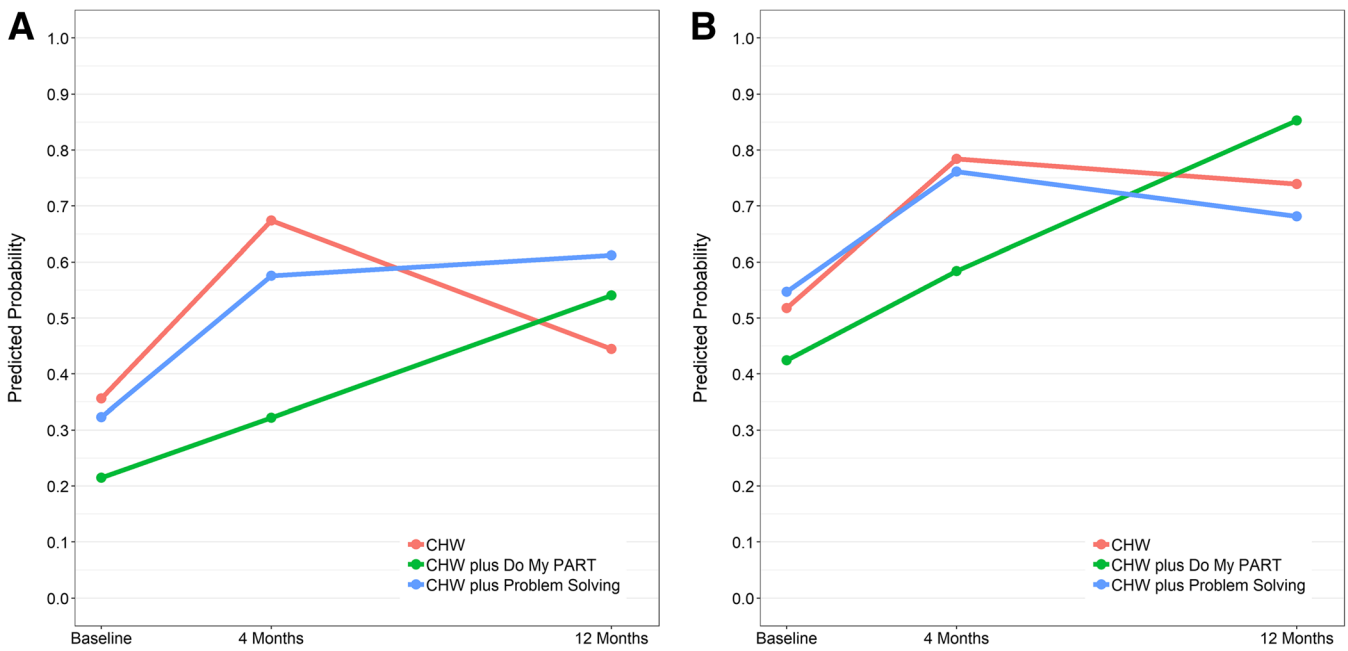 A
Predicted Probability
1.0
0.9
0.8
0.7
0.6
0.5
0.4
0.3
0.2
0.1
0.0
CHW
CHW plus Do My PART
CHW plus Problem Solving
Baseline
4 Months
12 Months
B
Predicted Probability
1.0
0.9
0.8
0.7
0.6
0.5
0.4
0.3
0.2
0.1
0.0
CHW
CHW plus Do My PART
CHW plus Problem Solving
Baseline
4 Months
12 Months